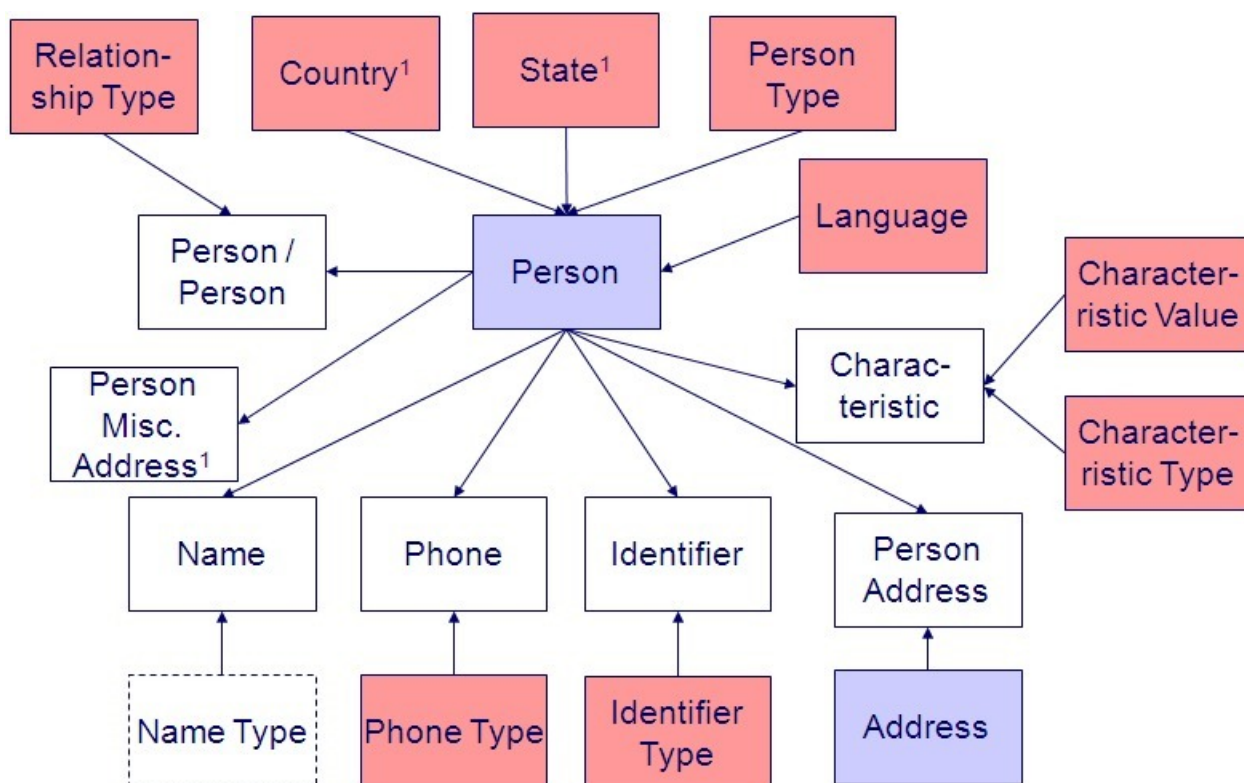 Relation-
ship Type
Country¹
State¹
Person
Type
Language
Person /
Person
Person
Character-
ristic Value
Charac-
teristic
Person
Misc.
Address¹
Character-
ristic Type
Name
Phone
Identifier
Person
Address
Name Type
Phone Type
Identifier
Type
Address